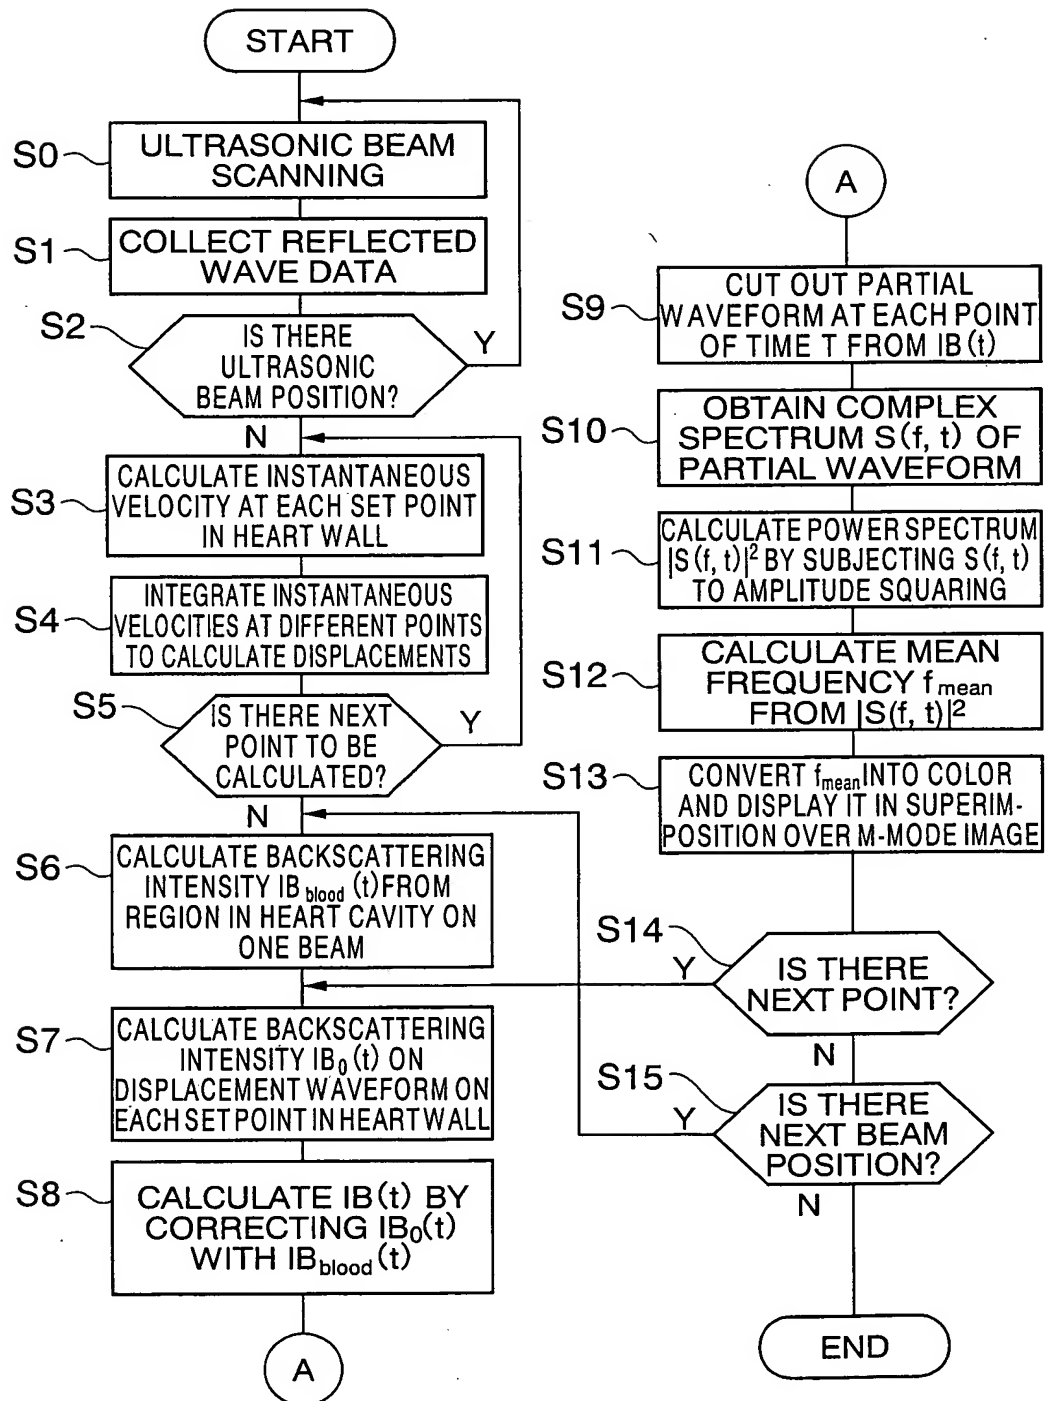 START
S0
ULTRASONIC BEAM
SCANNING
S1
COLLECT REFLECTED
WAVE DATA
S2
IS THERE
ULTRASONIC
BEAM POSITION?
Y
N
S3
CALCULATE INSTANTANEOUS
VELOCITY AT EACH SET POINT
IN HEART WALL
S4
INTEGRATE INSTANTANEOUS
VELOCITIES AT DIFFERENT POINTS
TO CALCULATE DISPLACEMENTS
S5
IS THERE NEXT
POINT TO BE
CALCULATED?
Y
N
S6
CALCULATE BACKSCATTERING
INTENSITY IB_blood (t) FROM
REGION IN HEART CAVITY ON
ONE BEAM
S7
CALCULATE BACKSCATTERING
INTENSITY IB₀(t) ON
DISPLACEMENT WAVEFORM ON
EACH SET POINT IN HEART WALL
S8
CALCULATE IB(t) BY
CORRECTING IB₀(t)
WITH IB_blood(t)
A
A
S9
CUT OUT PARTIAL
WAVEFORM AT EACH POINT
OF TIME T FROM IB(t)
S10
OBTAIN COMPLEX
SPECTRUM S(f, t) OF
PARTIAL WAVEFORM
S11
CALCULATE POWER SPECTRUM
|S(f, t)|² BY SUBJECTING S(f, t)
TO AMPLITUDE SQUARING
S12
CALCULATE MEAN
FREQUENCY f_mean
FROM |S(f, t)|²
S13
CONVERT f_mean INTO COLOR
AND DISPLAY IT IN SUPERIM-
POSITION OVER M-MODE IMAGE
S14
IS THERE
NEXT POINT?
Y
N
S15
IS THERE
NEXT BEAM
POSITION?
Y
N
END